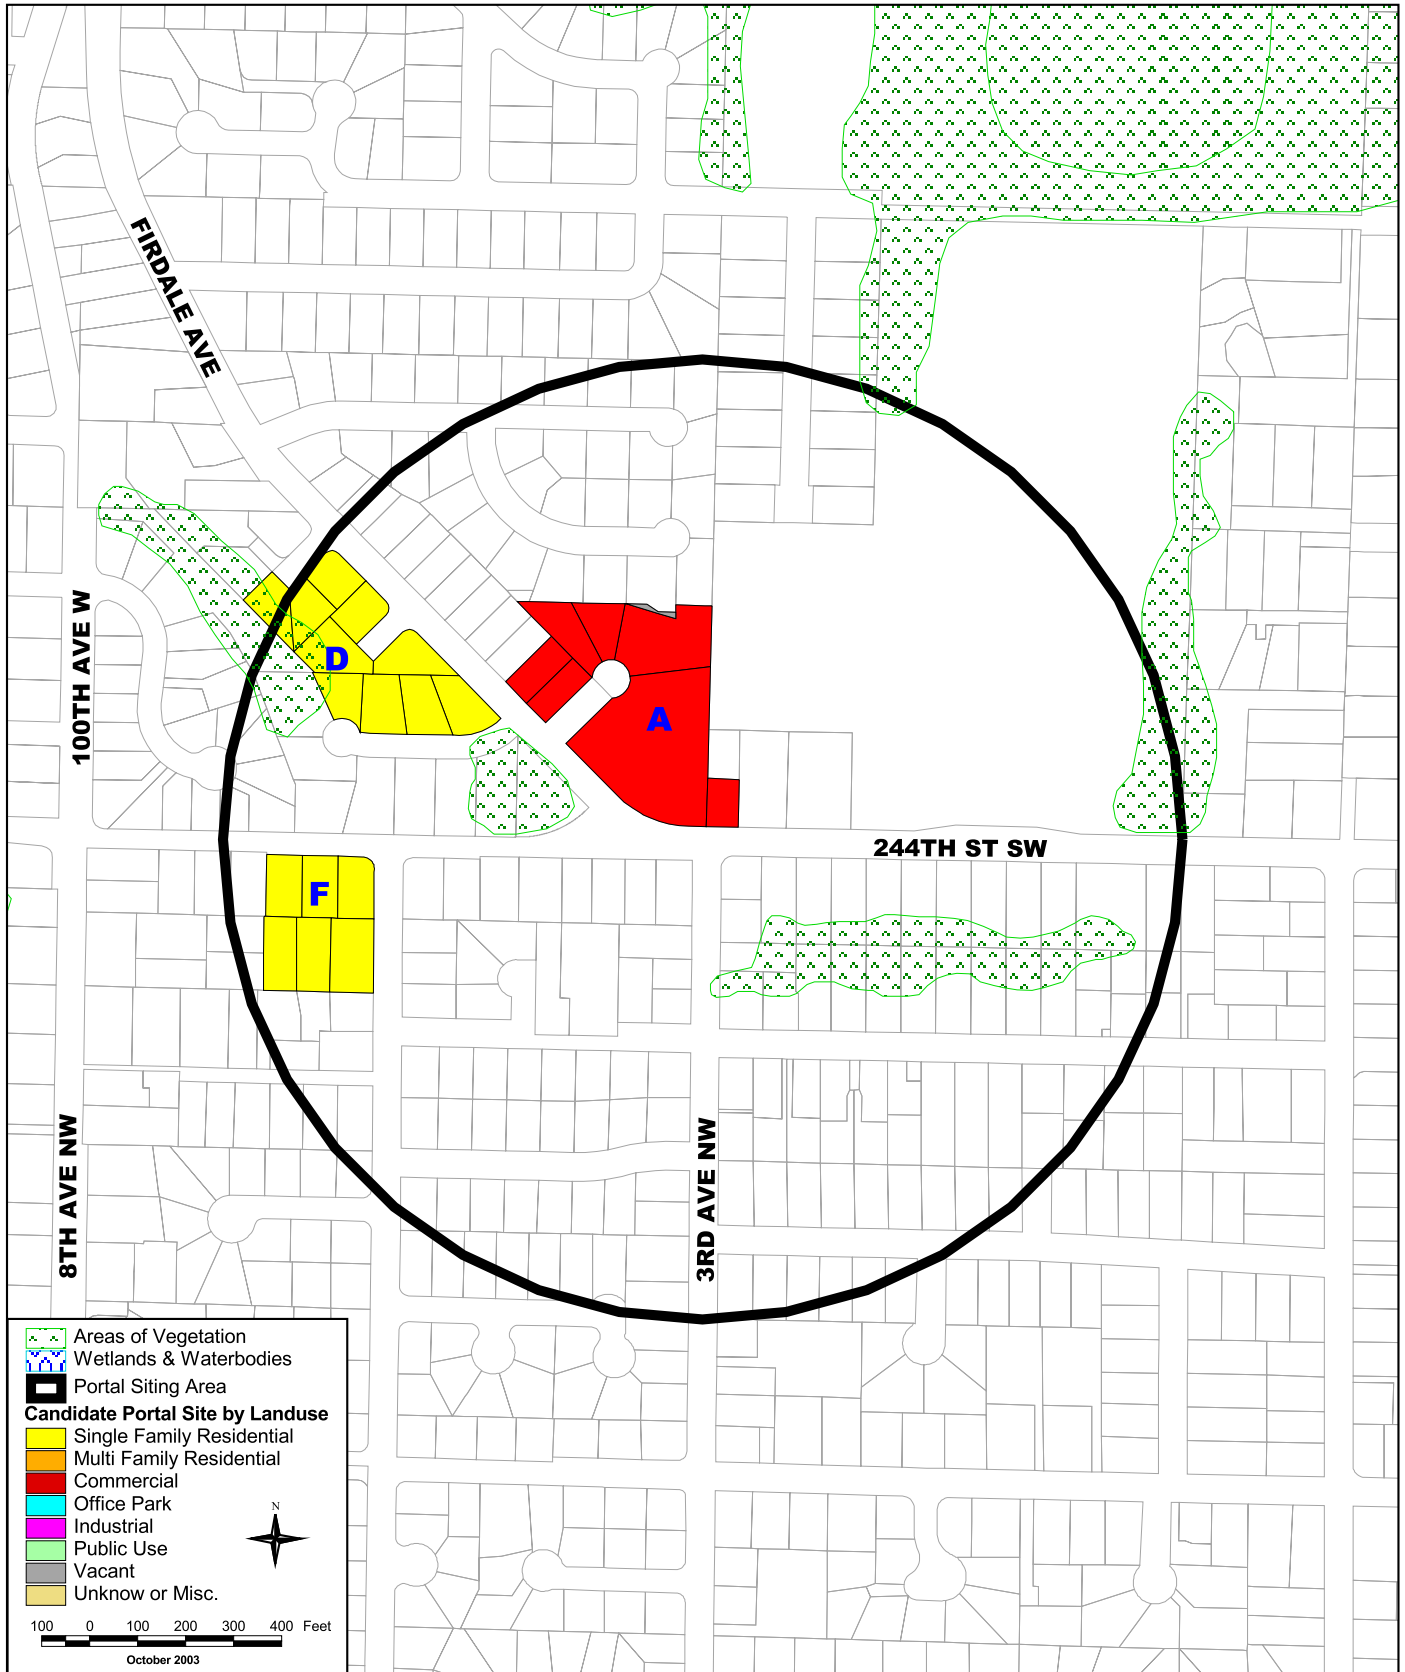 FIRDALE AVE
100TH AVE W
D
A
244TH ST SW
F
8TH AVE NW
3RD AVE NW
Areas of Vegetation
Wetlands & Waterbodies
Portal Siting Area
Candidate Portal Site by Landuse
Single Family Residential
Multi Family Residential
Commercial
Office Park
Industrial
Public Use
Vacant
Unknow or Misc.
N
100 0 100 200 300 400 Feet
October 2003